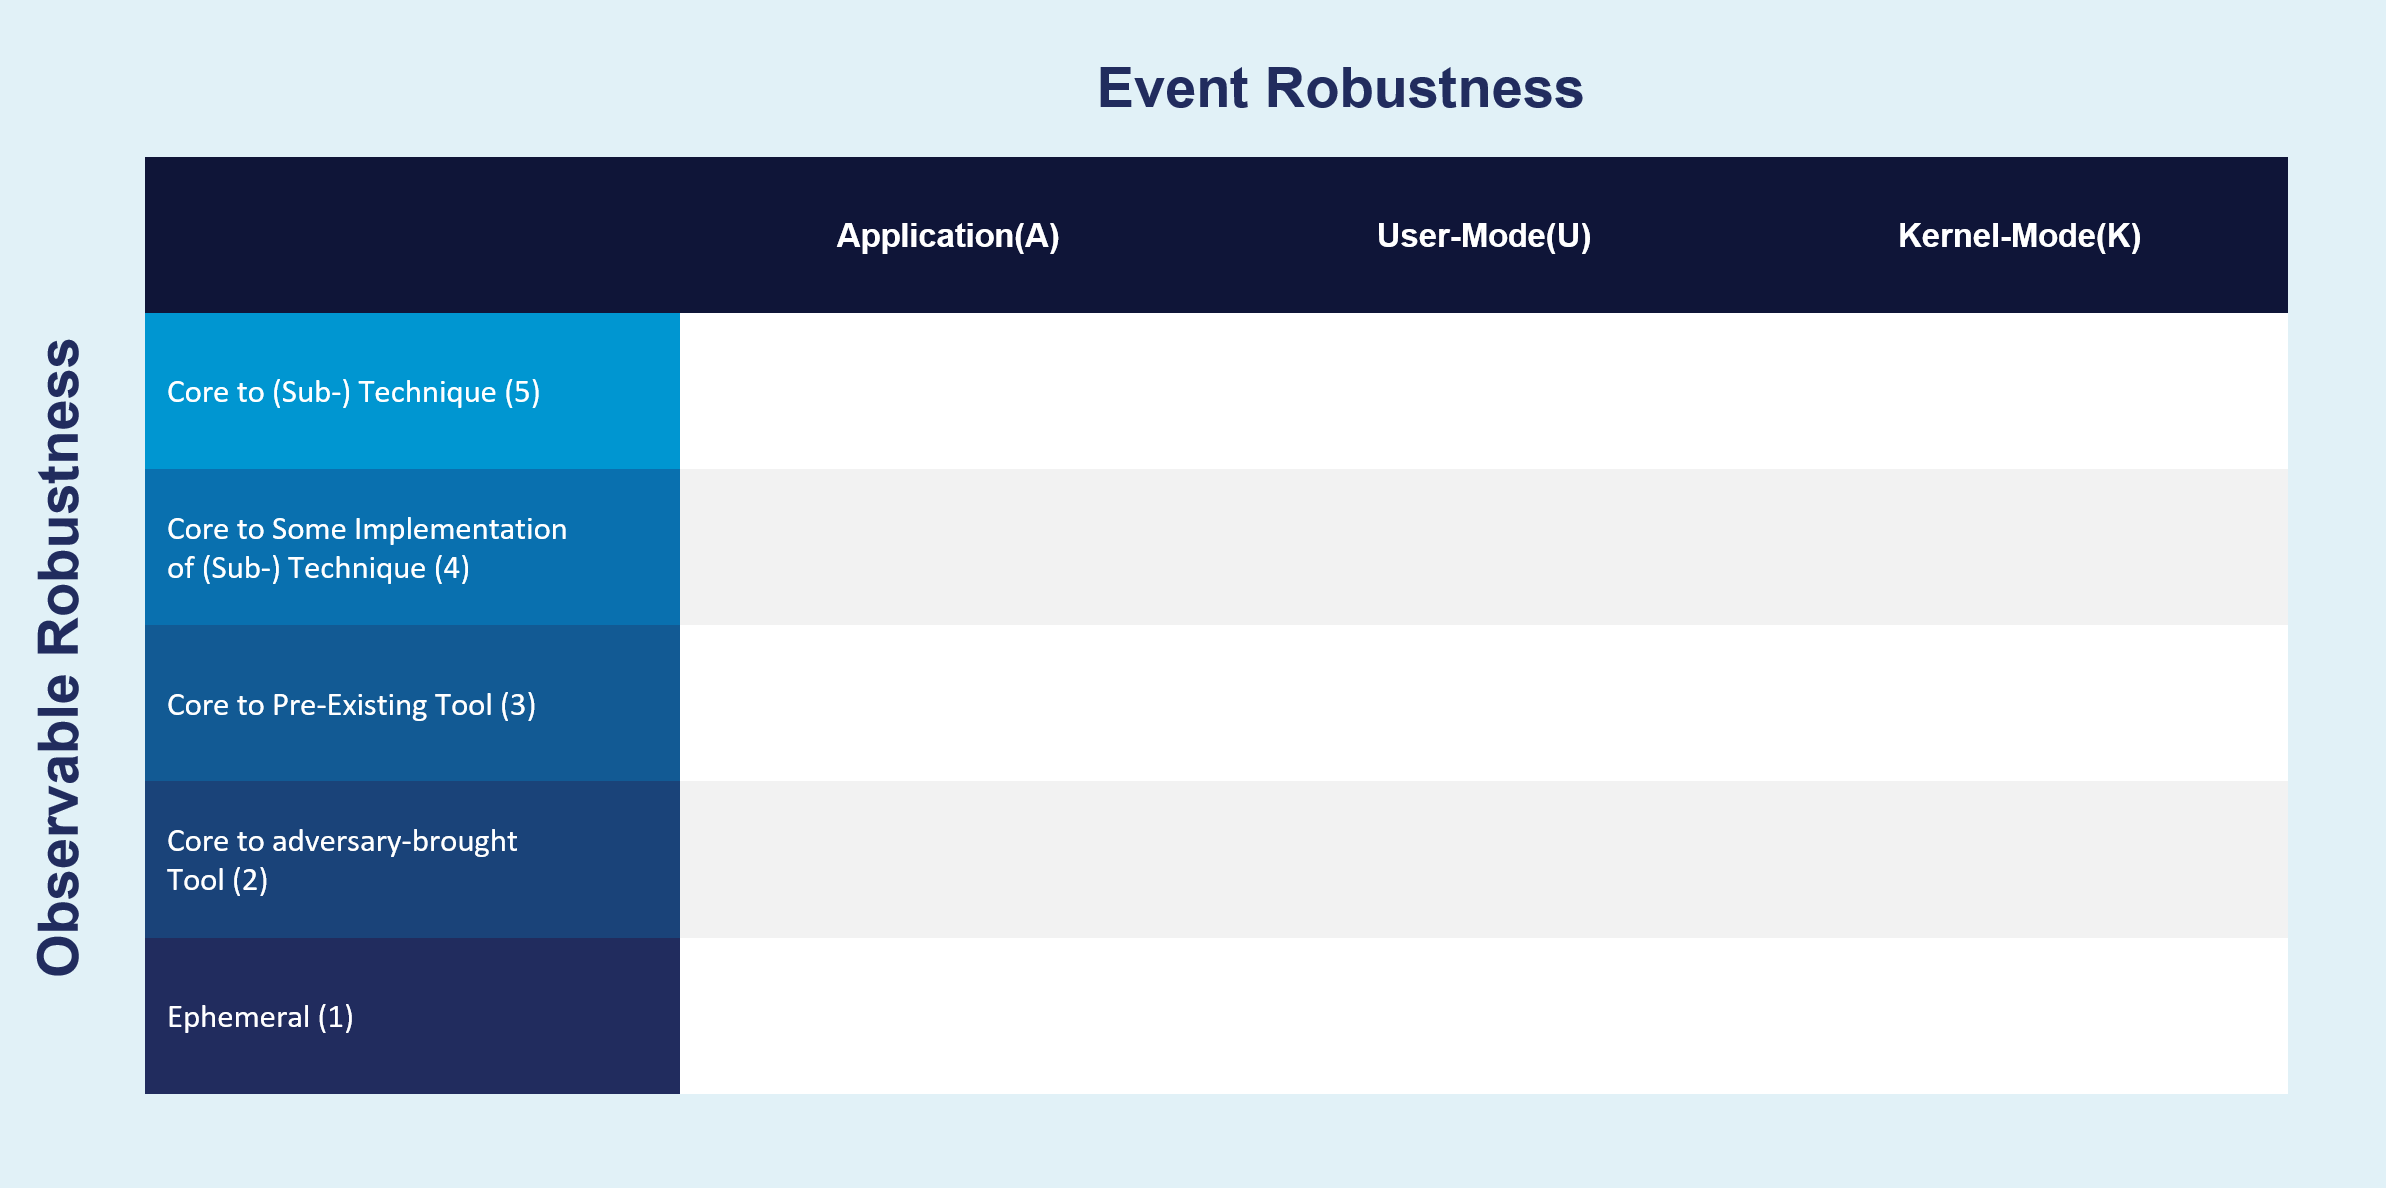 Event Robustness
Application(A)
User-Mode(U)
Kernel-Mode(K)
Observable Robustness
Core to (Sub-) Technique (5)
Core to Some Implementation
of (Sub-) Technique (4)
Core to Pre-Existing Tool (3)
Core to adversary-brought
Tool (2)
Ephemeral (1)